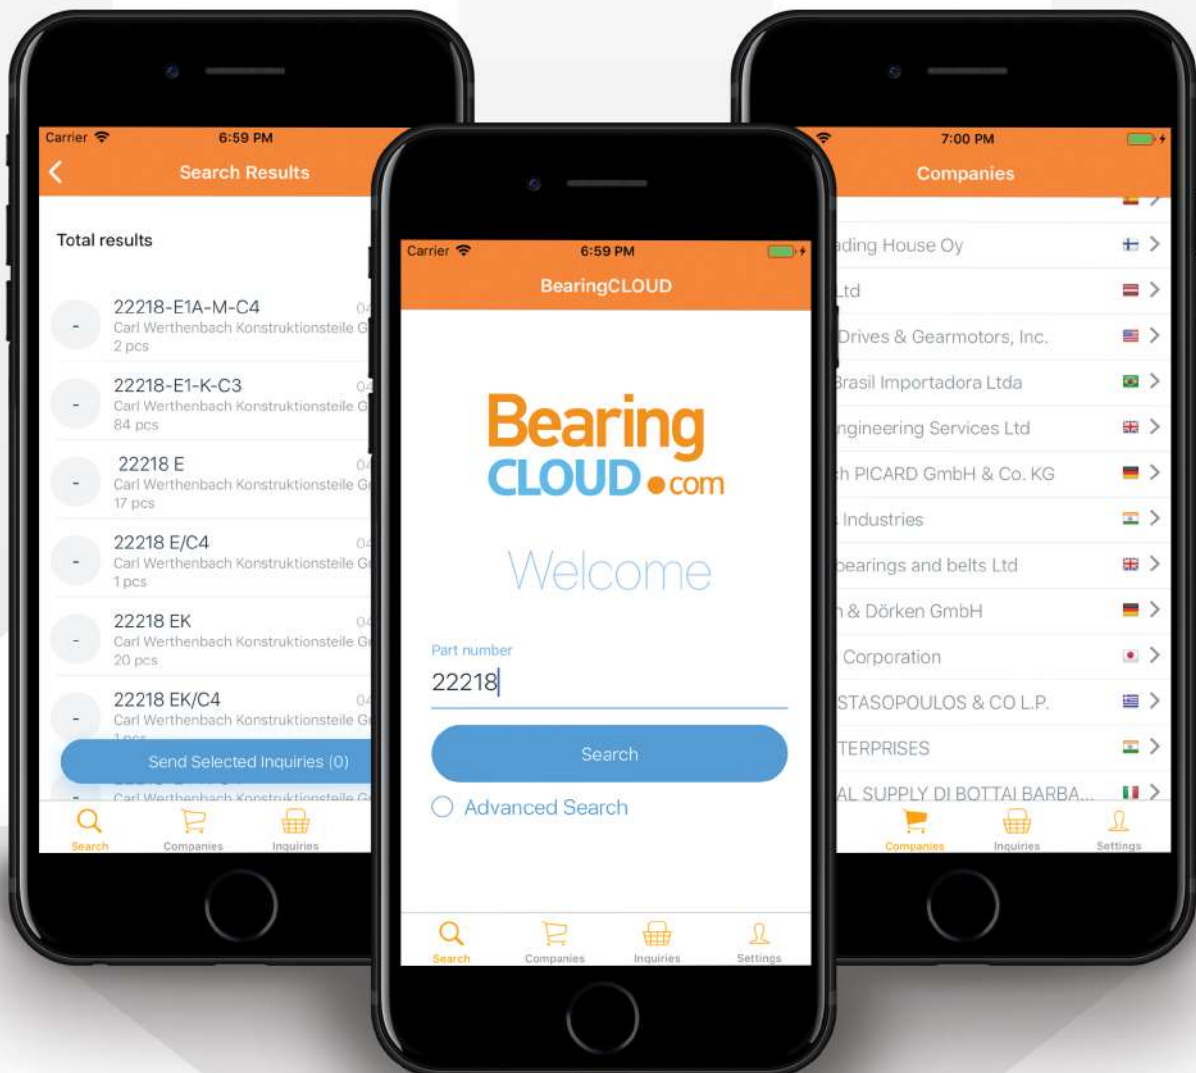 Carrier
6:59 PM
Search Results
Total results
22218-E1A-M-C4
Carl Werthenbach Konstruktionsteile
2 pcs
22218-E1-K-C3
Carl Werthenbach Konstruktionsteile
84 pcs
22218 E
Carl Werthenbach Konstruktionsteile
17 pcs
22218 E/C4
Carl Werthenbach Konstruktionsteile
1 pcs
22218 EK
Carl Werthenbach Konstruktionsteile
20 pcs
22218 EK/C4
Carl Werthenbach Konstruktionsteile
1 pcs
Send Selected Inquiries (0)
Carl Werthenbach Konstruktionsteile
Search Companies Inquiries
Carrier
6:59 PM
BearingCLOUD
Bearing
CLOUD.com
Welcome
Part number
22218
Search
Advanced Search
Search Companies Inquiries Settings
7:00 PM
Companies
ading House Oy
Ltd
Drives & Gearmotors, Inc.
Brasil Importadora Ltda
ngineering Services Ltd
h PICARD GmbH & Co. KG
Industries
bearings and belts Ltd
& Dörken GmbH
Corporation
STASOPOULOS & CO L.P.
TERPRISES
AL SUPPLY DI BOTTAI BARBA...
Companies Inquiries Settings